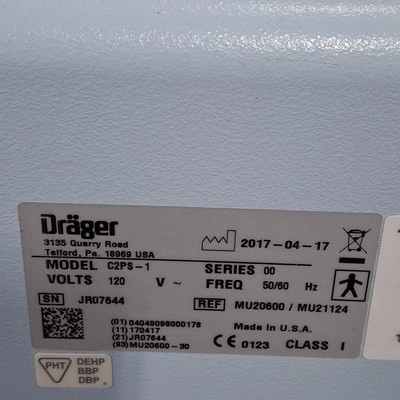 Dräger
3135 Quarry Road
Telford, Pa. 18969 USA
2017-04-17
MODEL C2PS-1 SERIES 00
VOLTS 120 V ~ FREQ 50/60 Hz
SN JR07644 REF MU20600 / MU21124
(01) 04049098000178
(11) 170417
(21) JR07644
(93) MU20600-30
Made in U.S.A.
CE 0123 CLASS I
PHT
DEHP
BBP
DBP